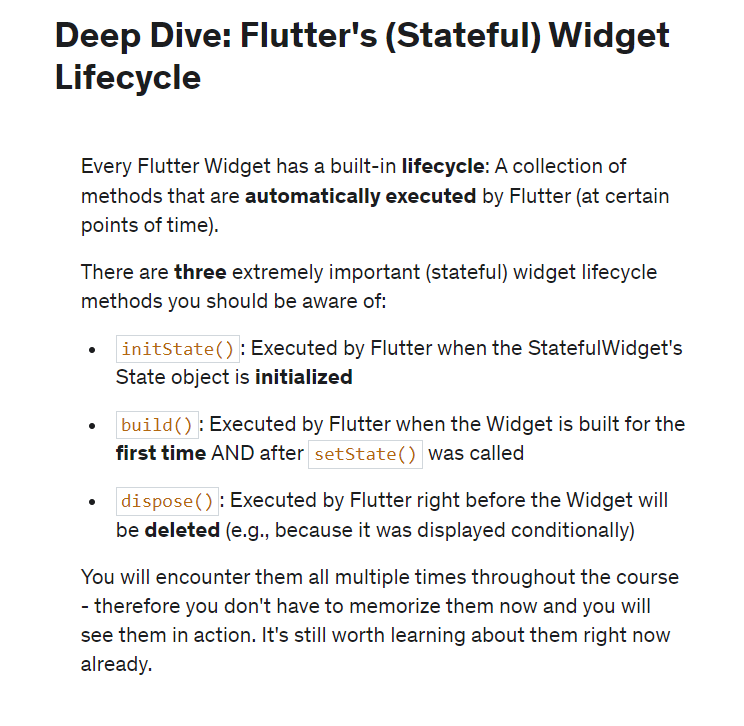 Deep Dive: Flutter's (Stateful) Widget
Lifecycle
Every Flutter Widget has a built-in lifecycle: A collection of
methods that are automatically executed by Flutter (at certain
points of time).
There are three extremely important (stateful) widget lifecycle
methods you should be aware of:
• initState(): Executed by Flutter when the StatefulWidget's
State object is initialized
• build(): Executed by Flutter when the Widget is built for the
first time AND after setState() was called
• dispose(): Executed by Flutter right before the Widget will
be deleted (e.g., because it was displayed conditionally)
You will encounter them all multiple times throughout the course
- therefore you don't have to memorize them now and you will
see them in action. It's still worth learning about them right now
already.